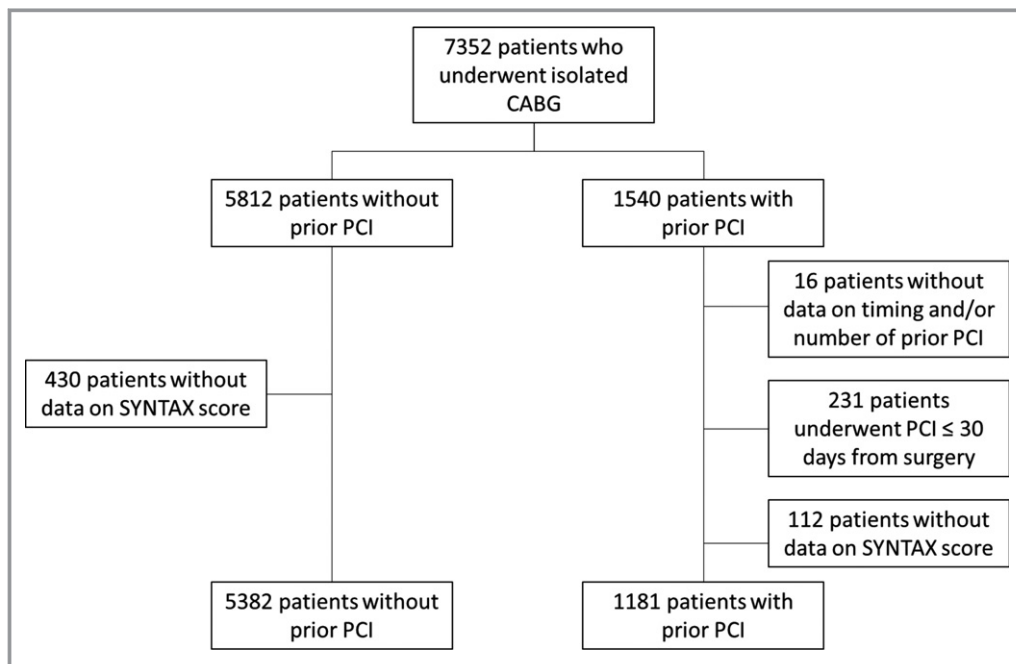 7352 patients who
underwent isolated
CABG
5812 patients without
prior PCI
1540 patients with
prior PCI
16 patients without
data on timing and/or
number of prior PCI
430 patients without
data on SYNTAX score
231 patients
underwent PCI ≤ 30
days from surgery
112 patients without
data on SYNTAX score
5382 patients without
prior PCI
1181 patients with
prior PCI